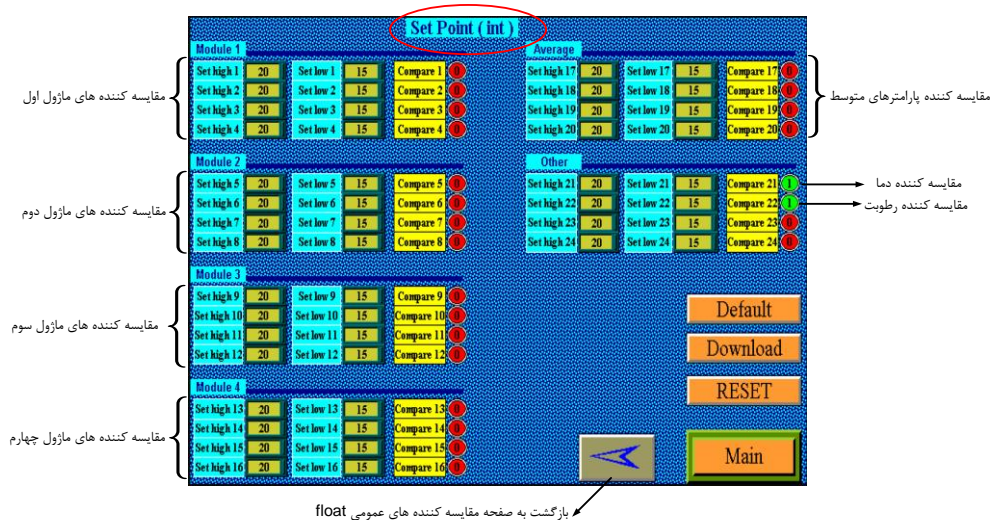 Set Point ( int )
Module 1
Set high 1 20 Set low 1 15 Compare 1 0
Set high 2 20 Set low 2 15 Compare 2 0
Set high 3 20 Set low 3 15 Compare 3 0
Set high 4 20 Set low 4 15 Compare 4 0
مقایسه کننده های ماژول اول
Average
Set high 17 20 Set low 17 15 Compare 17 0
Set high 18 20 Set low 18 15 Compare 18 0
Set high 19 20 Set low 19 15 Compare 19 0
Set high 20 20 Set low 20 15 Compare 20 0
مقایسه کننده پارامترهای متوسط
Module 2
Set high 5 20 Set low 5 15 Compare 5 0
Set high 6 20 Set low 6 15 Compare 6 0
Set high 7 20 Set low 7 15 Compare 7 0
Set high 8 20 Set low 8 15 Compare 8 0
مقایسه کننده های ماژول دوم
Other
Set high 21 20 Set low 21 15 Compare 21 1
Set high 22 20 Set low 22 15 Compare 22 1
Set high 23 20 Set low 23 15 Compare 23 0
Set high 24 20 Set low 24 15 Compare 24 0
مقایسه کننده دما
مقایسه کننده رطوبت
Module 3
Set high 9 20 Set low 9 15 Compare 9 0
Set high 10 20 Set low 10 15 Compare 10 0
Set high 11 20 Set low 11 15 Compare 11 0
Set high 12 20 Set low 12 15 Compare 12 0
مقایسه کننده های ماژول سوم
Module 4
Set high 13 20 Set low 13 15 Compare 13 0
Set high 14 20 Set low 14 15 Compare 14 0
Set high 15 20 Set low 15 15 Compare 15 0
Set high 16 20 Set low 16 15 Compare 16 0
مقایسه کننده های ماژول چهارم
Default
Download
RESET
Main
بازگشت به صفحه مقایسه کننده های عمومی float